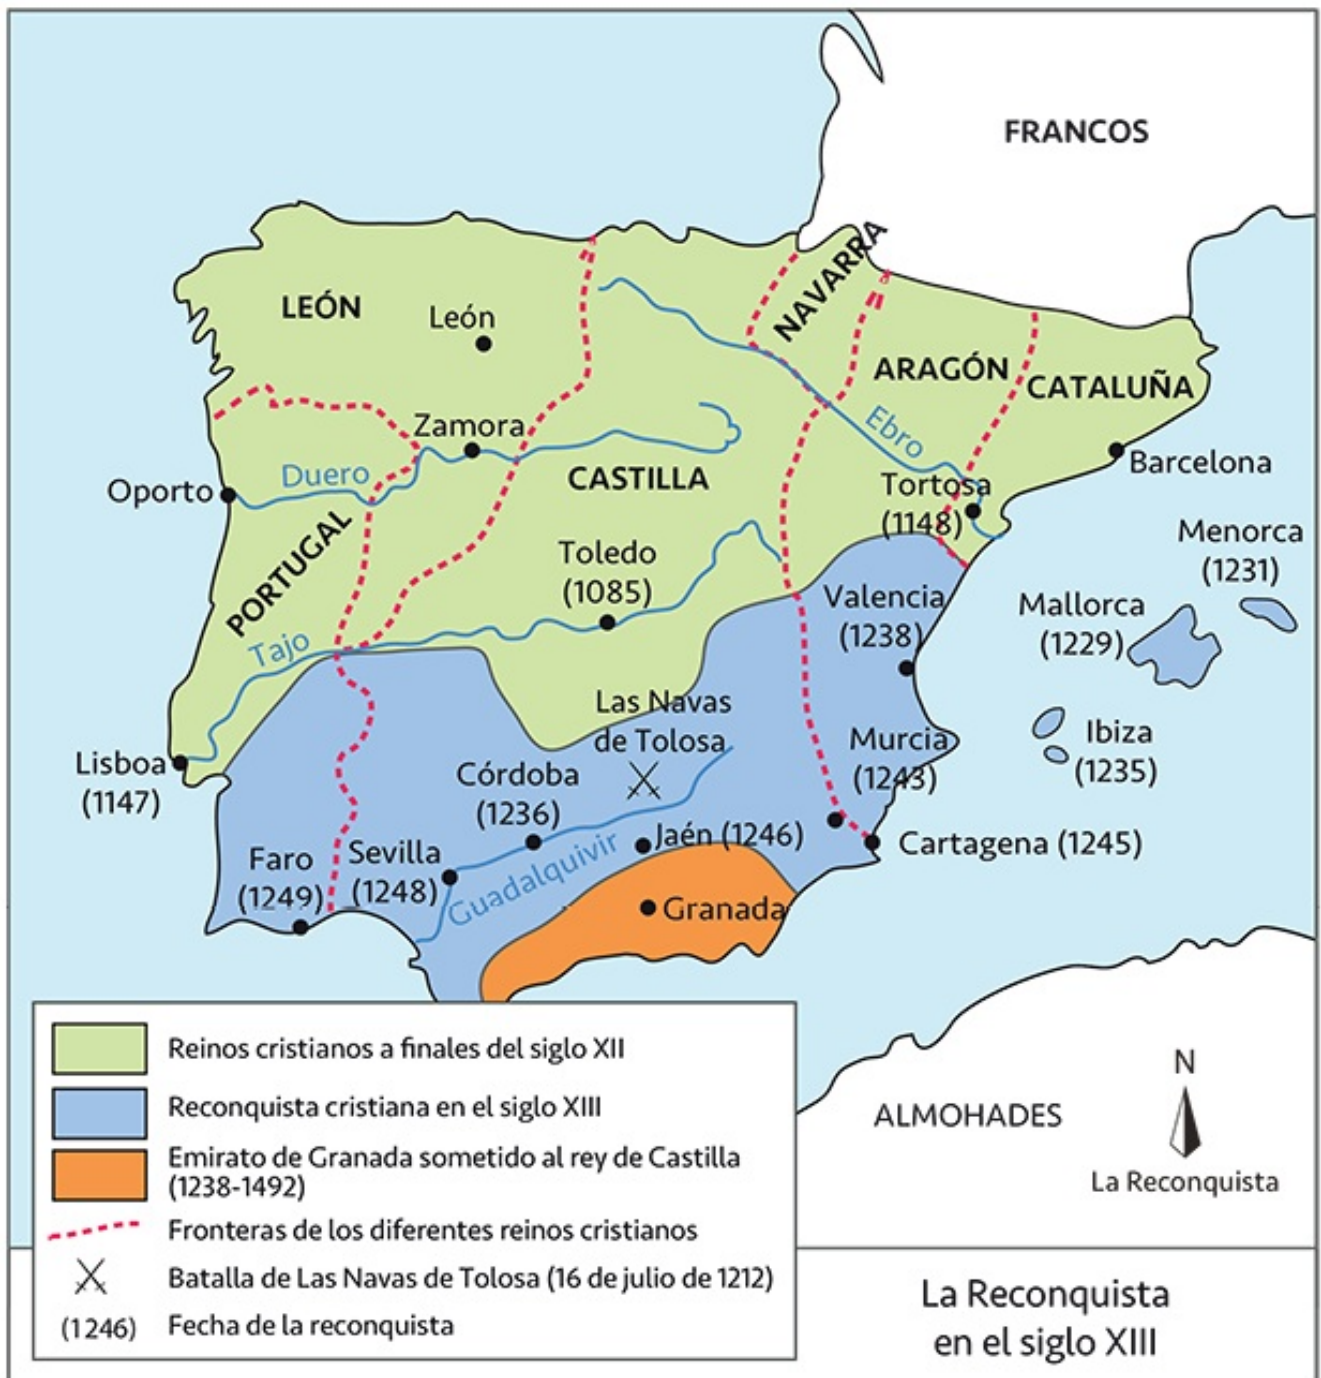 FRANCOS
NAVARRA
LEÓN
León
ARAGÓN
CATALUÑA
Zamora
Ebro
Duero
CASTILLA
Barcelona
Oporto
Tortosa
(1148)
PORTUGAL
Toledo
(1085)
Menorca
(1231)
Valencia
(1238)
Mallorca
(1229)
Tajo
Las Navas
de Tolosa
Ibiza
(1235)
Murcia
(1243)
Lisboa
(1147)
Córdoba
(1236)
Jaén (1246)
Cartagena (1245)
Faro
(1249)
Sevilla
(1248)
Guadalquivir
Granada
Reinos cristianos a finales del siglo XII
Reconquista cristiana en el siglo XIII
Emirato de Granada sometido al rey de Castilla
(1238-1492)
Fronteras de los diferentes reinos cristianos
Batalla de Las Navas de Tolosa (16 de julio de 1212)
(1246) Fecha de la reconquista
ALMOHADES
N
La Reconquista
La Reconquista
en el siglo XIII